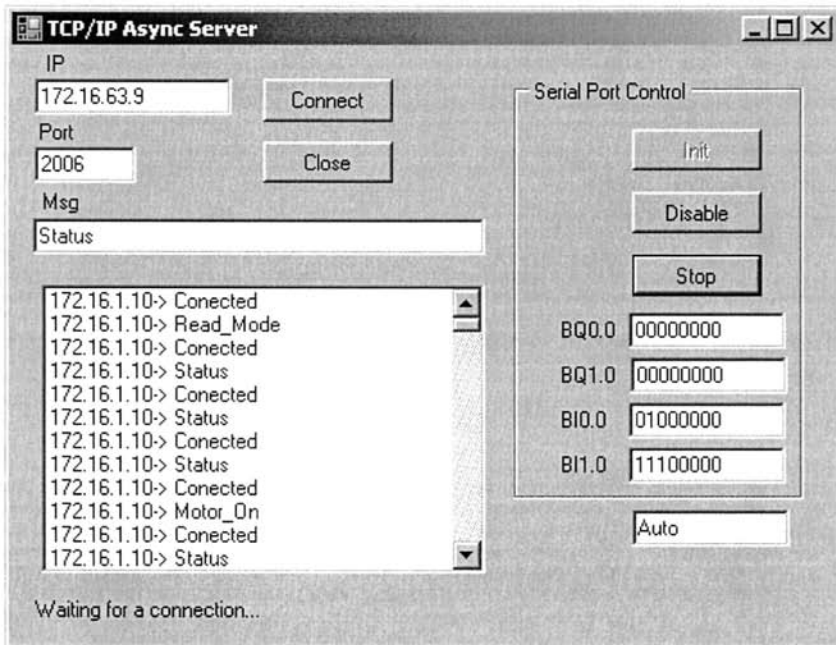 TCP/IP Async Server
IP
172.16.63.9
Connect
Port
2006
Close
Msg
Status
172.16.1.10-> Conected
172.16.1.10-> Read_Mode
172.16.1.10-> Conected
172.16.1.10-> Status
172.16.1.10-> Conected
172.16.1.10-> Status
172.16.1.10-> Conected
172.16.1.10-> Status
172.16.1.10-> Conected
172.16.1.10-> Motor_On
172.16.1.10-> Conected
172.16.1.10-> Status
Waiting for a connection...
Serial Port Control
Init
Disable
Stop
BQ0.0 00000000
BQ1.0 00000000
BI0.0 01000000
BI1.0 11100000
Auto